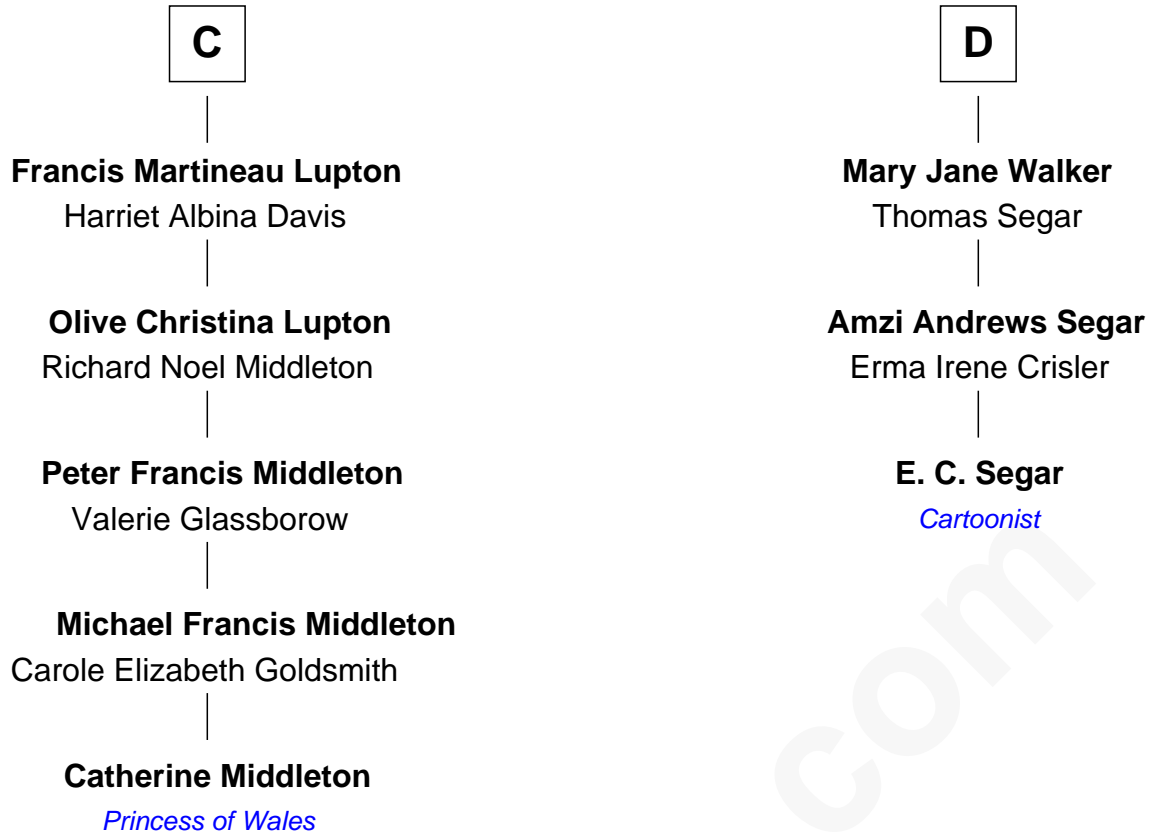 C
Francis Martineau Lupton
Harriet Albina Davis
Olive Christina Lupton
Richard Noel Middleton
Peter Francis Middleton
Valerie Glassborow
Michael Francis Middleton
Carole Elizabeth Goldsmith
Catherine Middleton
Princess of Wales
D
Mary Jane Walker
Thomas Segar
Amzi Andrews Segar
Erma Irene Crisler
E. C. Segar
Cartoonist
com